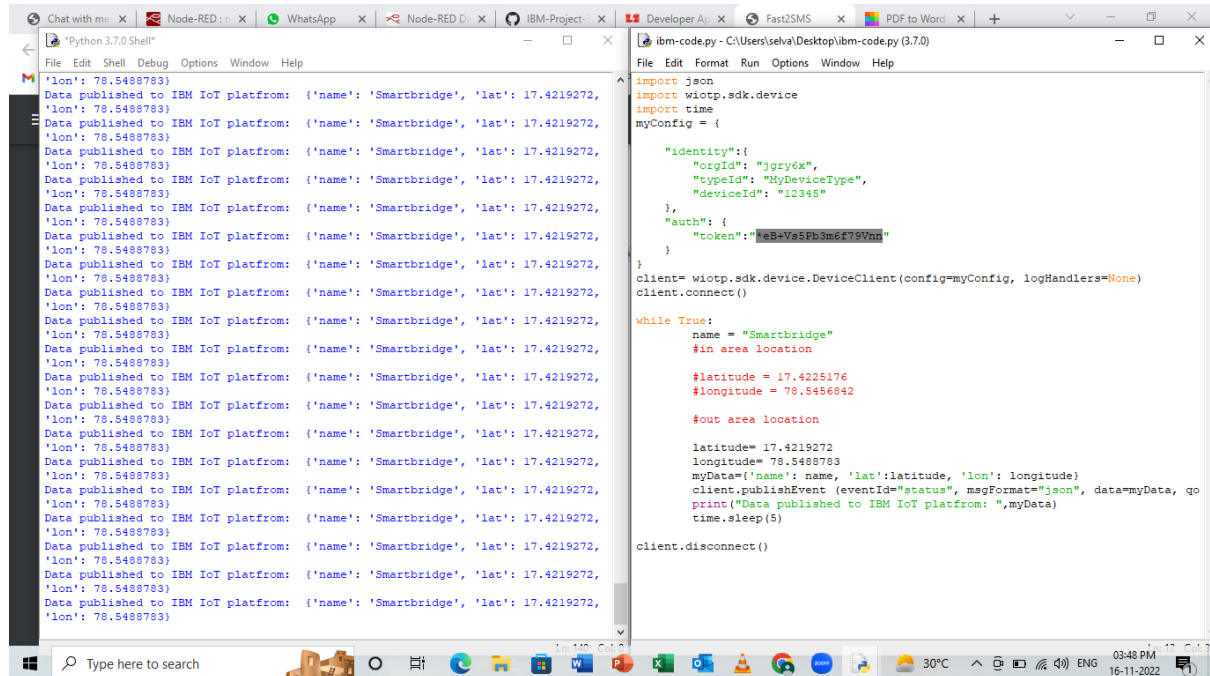 Chat with me
Node-RED : n
WhatsApp
Node-RED Da
IBM-Project-1
Developer Ap
Fast2SMS
PDF to Word
*Python 3.7.0 Shell*
File Edit Shell Debug Options Window Help
'lon': 78.5488783}
Data published to IBM IoT platfrom:  {'name': 'Smartbridge', 'lat': 17.4219272,
'lon': 78.5488783}
Data published to IBM IoT platfrom:  {'name': 'Smartbridge', 'lat': 17.4219272,
'lon': 78.5488783}
Data published to IBM IoT platfrom:  {'name': 'Smartbridge', 'lat': 17.4219272,
'lon': 78.5488783}
Data published to IBM IoT platfrom:  {'name': 'Smartbridge', 'lat': 17.4219272,
'lon': 78.5488783}
Data published to IBM IoT platfrom:  {'name': 'Smartbridge', 'lat': 17.4219272,
'lon': 78.5488783}
Data published to IBM IoT platfrom:  {'name': 'Smartbridge', 'lat': 17.4219272,
'lon': 78.5488783}
Data published to IBM IoT platfrom:  {'name': 'Smartbridge', 'lat': 17.4219272,
'lon': 78.5488783}
Data published to IBM IoT platfrom:  {'name': 'Smartbridge', 'lat': 17.4219272,
'lon': 78.5488783}
Data published to IBM IoT platfrom:  {'name': 'Smartbridge', 'lat': 17.4219272,
'lon': 78.5488783}
Data published to IBM IoT platfrom:  {'name': 'Smartbridge', 'lat': 17.4219272,
'lon': 78.5488783}
Data published to IBM IoT platfrom:  {'name': 'Smartbridge', 'lat': 17.4219272,
'lon': 78.5488783}
Data published to IBM IoT platfrom:  {'name': 'Smartbridge', 'lat': 17.4219272,
'lon': 78.5488783}
Data published to IBM IoT platfrom:  {'name': 'Smartbridge', 'lat': 17.4219272,
'lon': 78.5488783}
Data published to IBM IoT platfrom:  {'name': 'Smartbridge', 'lat': 17.4219272,
'lon': 78.5488783}
Data published to IBM IoT platfrom:  {'name': 'Smartbridge', 'lat': 17.4219272,
'lon': 78.5488783}
Data published to IBM IoT platfrom:  {'name': 'Smartbridge', 'lat': 17.4219272,
'lon': 78.5488783}
Data published to IBM IoT platfrom:  {'name': 'Smartbridge', 'lat': 17.4219272,
'lon': 78.5488783}
Data published to IBM IoT platfrom:  {'name': 'Smartbridge', 'lat': 17.4219272,
'lon': 78.5488783}
Data published to IBM IoT platfrom:  {'name': 'Smartbridge', 'lat': 17.4219272,
'lon': 78.5488783}
Ln: 140 Col: 0
ibm-code.py - C:\Users\selva\Desktop\ibm-code.py (3.7.0)
File Edit Format Run Options Window Help
import json
import wiotp.sdk.device
import time
myConfig = {
"identity":{
"orgId": "jgry6x",
"typeId": "MyDeviceType",
"deviceId": "12345"
},
"auth": {
"token":"*eB+Vs5Pb3m6f79Vnn"
}
}
client= wiotp.sdk.device.DeviceClient(config=myConfig, logHandlers=None)
client.connect()
while True:
name = "Smartbridge"
#in area location
#latitude = 17.4225176
#longitude = 78.5456842
#out area location
latitude= 17.4219272
longitude= 78.5488783
myData={'name': name, 'lat':latitude, 'lon': longitude}
client.publishEvent (eventId="status", msgFormat="json", data=myData, qo
print("Data published to IBM IoT platfrom: ",myData)
time.sleep(5)
client.disconnect()
Type here to search
zoom
30°C
ENG
03:48 PM
16-11-2022